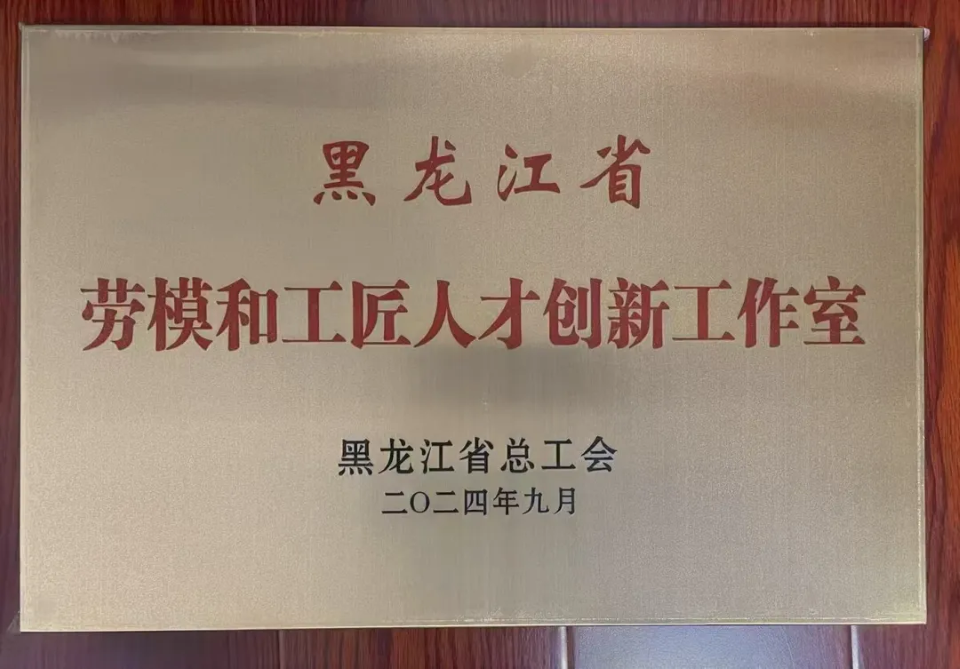 黑龙江省
劳模和工匠人才创新工作室
黑龙江省总工会
二〇二四年九月